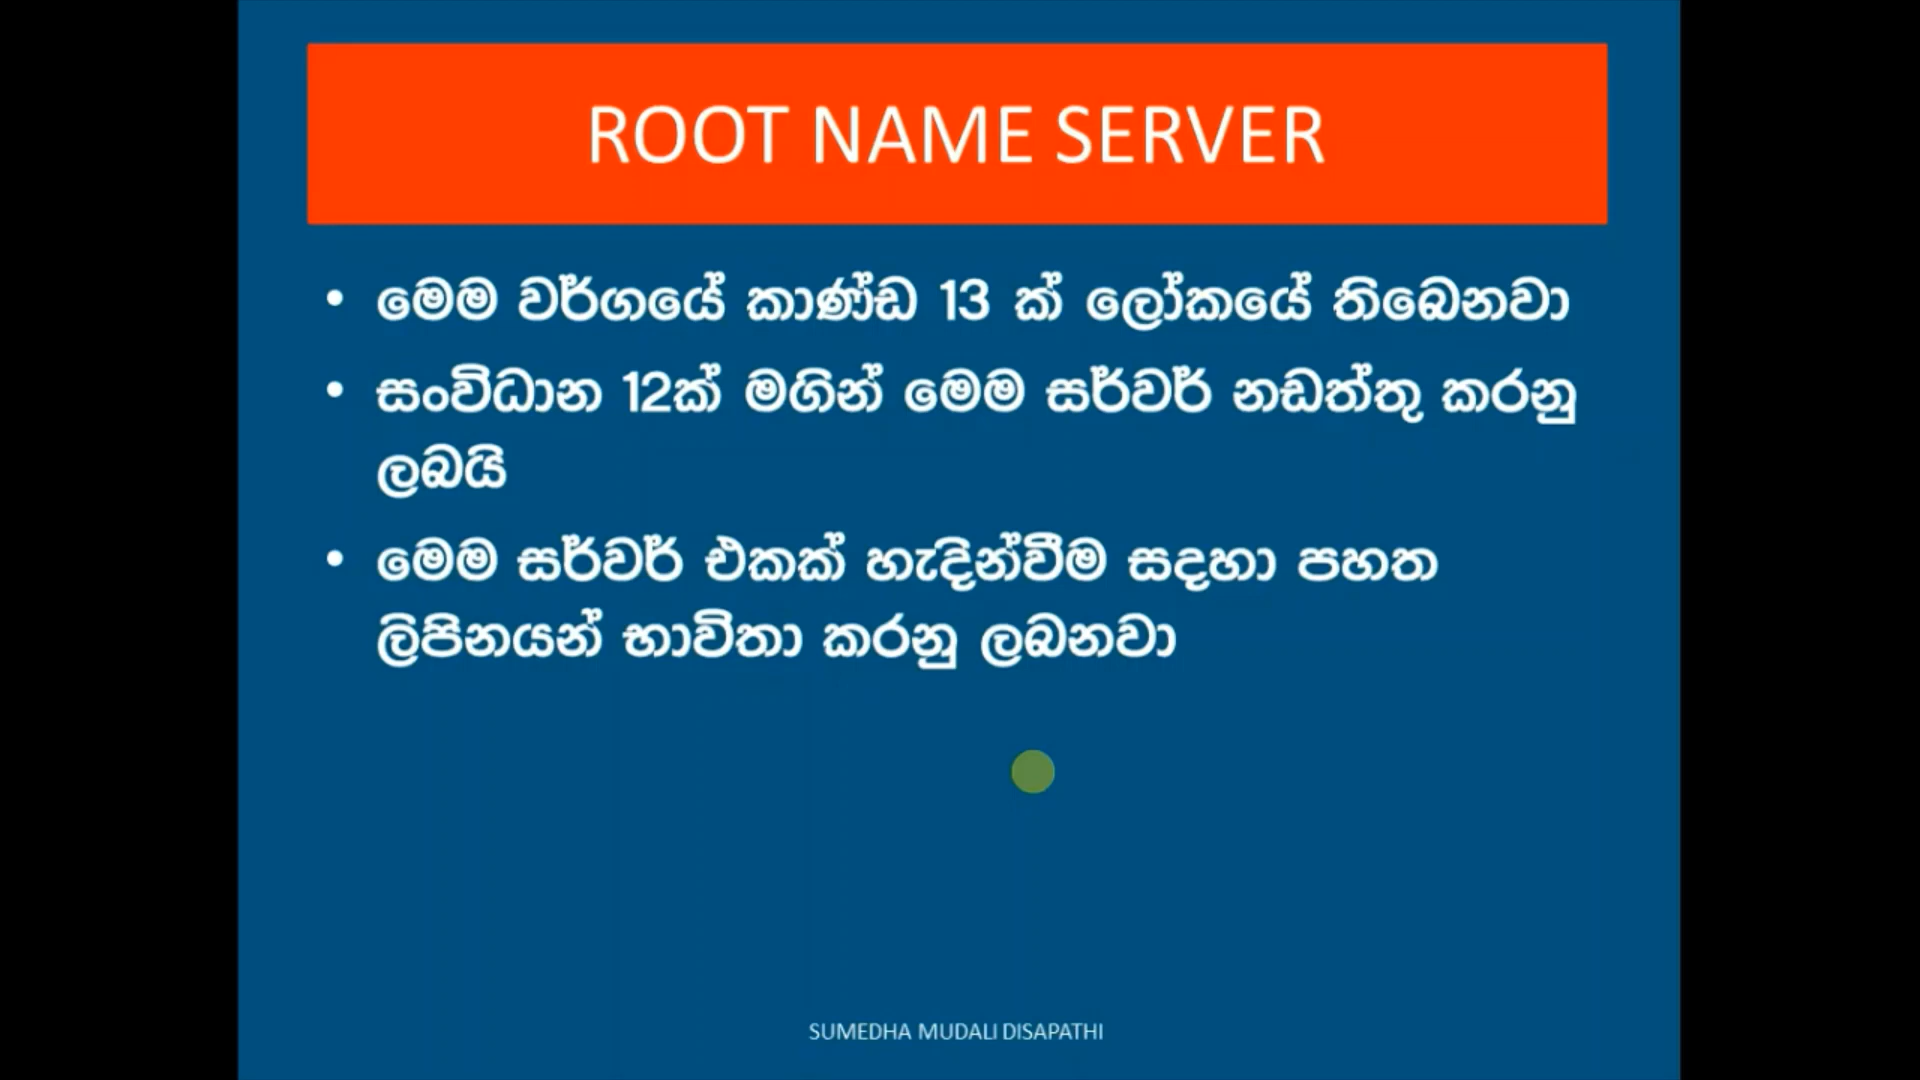 ROOT NAME SERVER
• මෙම වර්ගයේ කාණ්ඩ 13 ක් ලෝකයේ තිබෙනවා
• සංවිධාන 12ක් මගින් මෙම සර්වර් නඩත්තු කරනු
ලබයි
• මෙම සර්වර් එකක් හැදින්වීම සදහා පහත
ලිපිනයන් භාවිතා කරනු ලබනවා
SUMEDHA MUDALI DISAPATHI